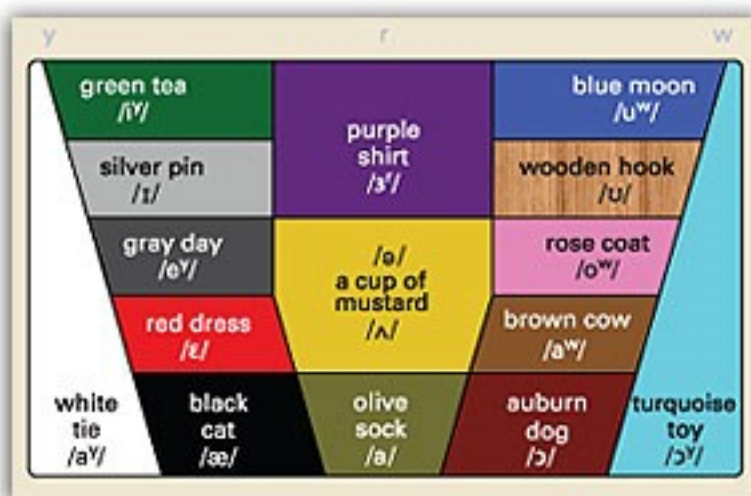 y
r
w
green tea
/iʸ/
purple
shirt
/ɝʳ/
blue moon
/uʷ/
silver pin
/ɪ/
wooden hook
/ʊ/
gray day
/eʸ/
/ə/
a cup of
mustard
/ʌ/
rose coat
/oʷ/
red dress
/ɛ/
brown cow
/aʷ/
white
tie
/aʸ/
black
cat
/æ/
olive
sock
/a/
auburn
dog
/ɔ/
turquoise
toy
/ɔʸ/